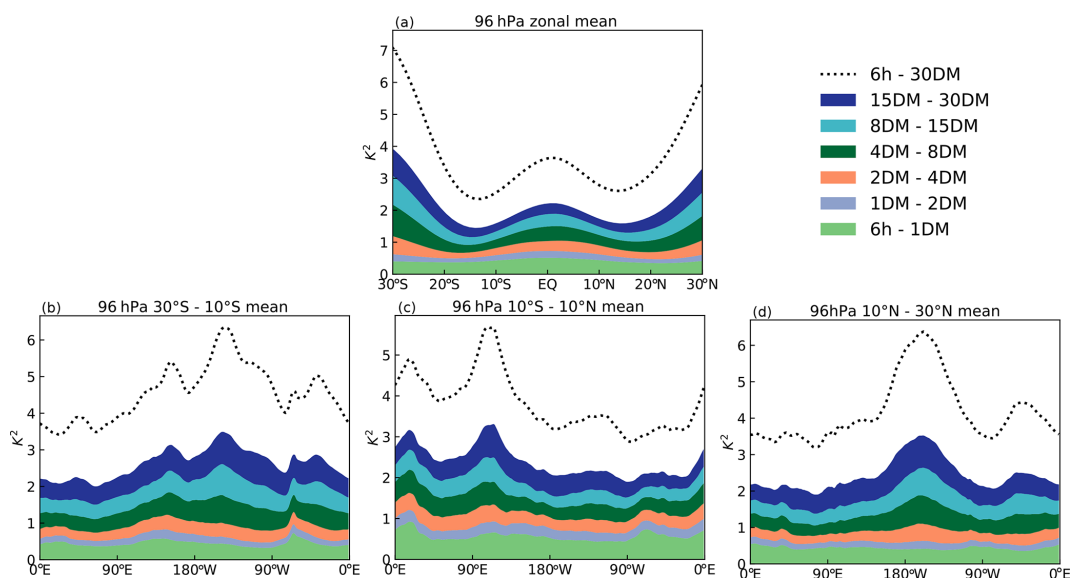 (a) 96 hPa zonal mean
7
6
5
4
3
2
1
0
K²
30°S 20°S 10°S EQ 10°N 20°N 30°N
6h - 30DM
15DM - 30DM
8DM - 15DM
4DM - 8DM
2DM - 4DM
1DM - 2DM
6h - 1DM
(b) 96 hPa 30°S - 10°S mean
6
5
4
3
2
1
0
K²
0°E 90°E 180°W 90°W 0°E
(c) 96 hPa 10°S - 10°N mean
5
4
3
2
1
0
K²
0°E 90°E 180°W 90°W 0°E
(d) 96hPa 10°N - 30°N mean
6
5
4
3
2
1
0
K²
0°E 90°E 180°W 90°W 0°E